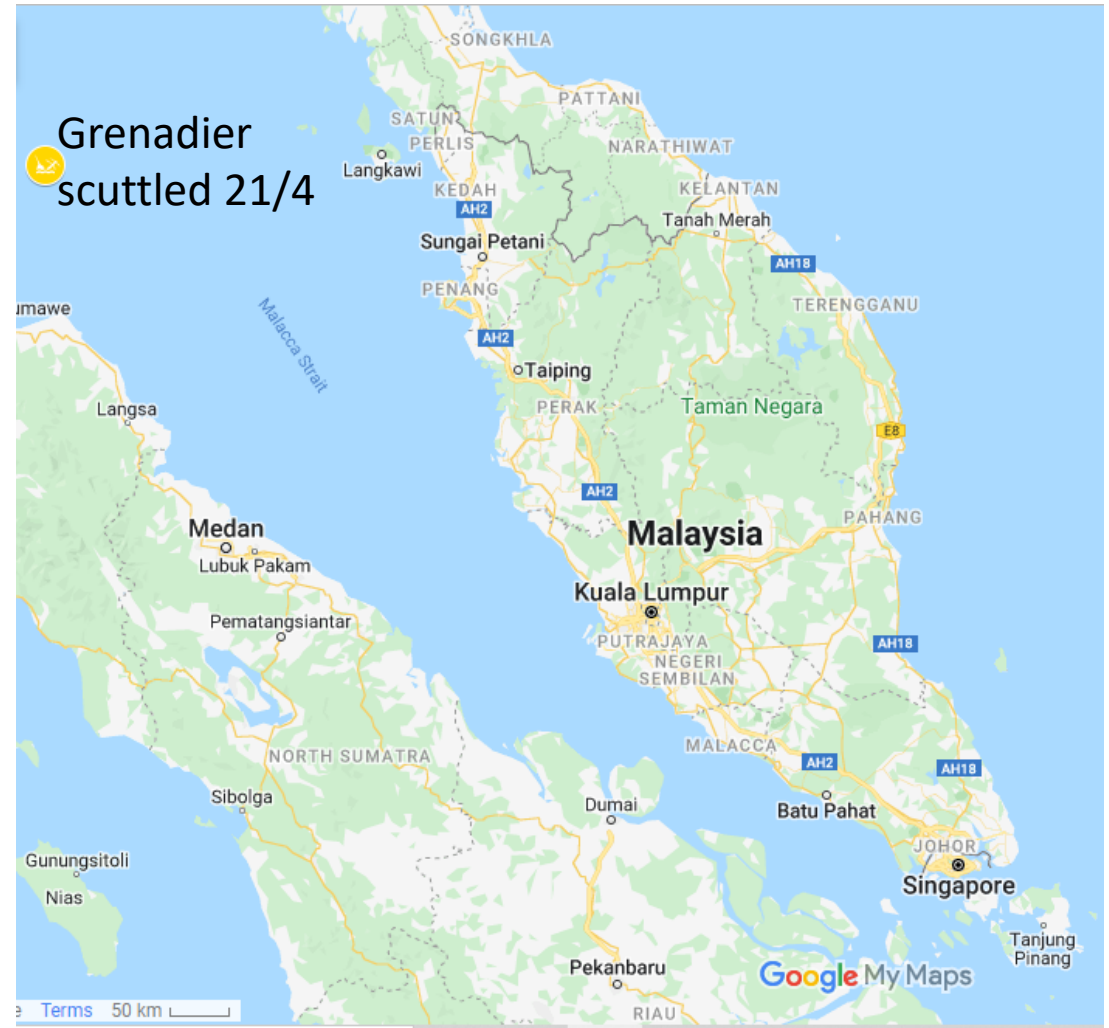 SONGKHLA
PATTANI
Grenadier
scuttled 21/4
SATUN
PERLIS
NARATHIWAT
Langkawi
KEDAH
KELANTAN
AH2
Tanah Merah
Sungai Petani
AH18
PENANG
TERENGGANU
umawe
Malacca Strait
AH2
Taiping
PERAK
Taman Negara
Langsa
E8
AH2
PAHANG
Medan
Malaysia
Lubuk Pakam
Kuala Lumpur
Pematangsiantar
PUTRAJAYA
AH18
NEGERI
SEMBILAN
MALACCA
NORTH SUMATRA
AH2
AH18
Sibolga
Dumai
Batu Pahat
JOHOR
Gunungsitoli
Singapore
Nias
Tanjung
Pinang
Pekanbaru
Google My Maps
Terms 50 km
RIAU